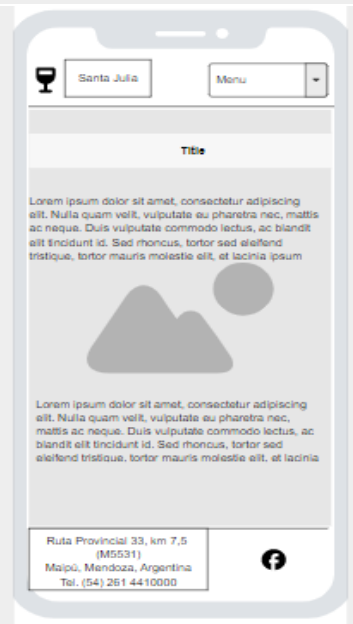 Santa Julia
Menu
Title
Lorem ipsum dolor sit amet, consectetur adipiscing
elit. Nulla quam velit, vulputate eu pharetra nec, mattis
ac neque. Duis vulputate commodo lectus, ac blandit
elit tincidunt id. Sed rhoncus, tortor sed eleifend
tristique, tortor mauris molestie elit, et lacinia ipsum
Lorem ipsum dolor sit amet, consectetur adipiscing
elit. Nulla quam velit, vulputate eu pharetra nec,
mattis ac neque. Duis vulputate commodo lectus, ac
blandit elit tincidunt id. Sed rhoncus, tortor sed
eleifend tristique, tortor mauris molestie elit, et lacinia
Ruta Provincial 33, km 7,5
(M5531)
Maipú, Mendoza, Argentina
Tel. (54) 261 4410000